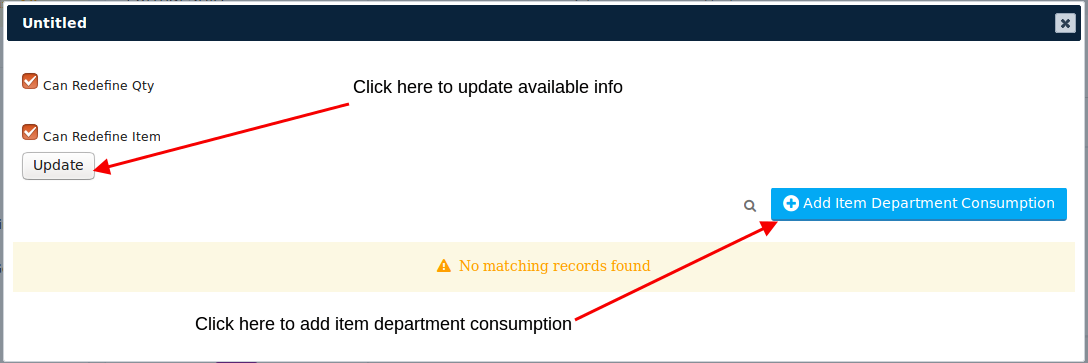 Untitled
Can Redefine Qty
Click here to update available info
Can Redefine Item
Update
Add Item Department Consumption
No matching records found
Click here to add item department consumption